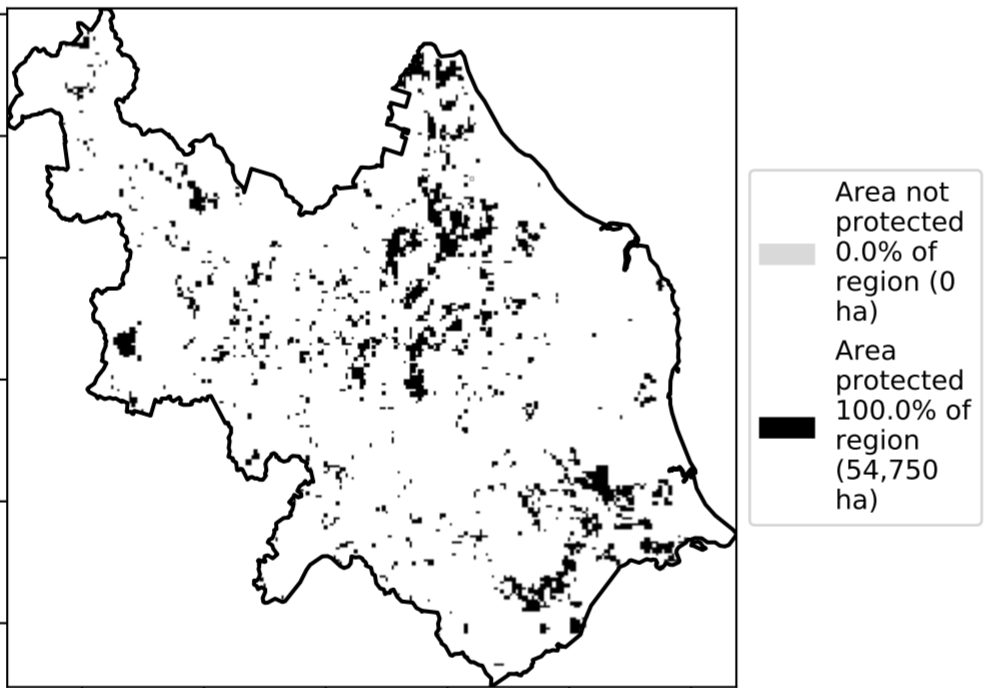 Area not
protected
0.0% of
region (0
ha)
Area
protected
100.0% of
region
(54,750
ha)